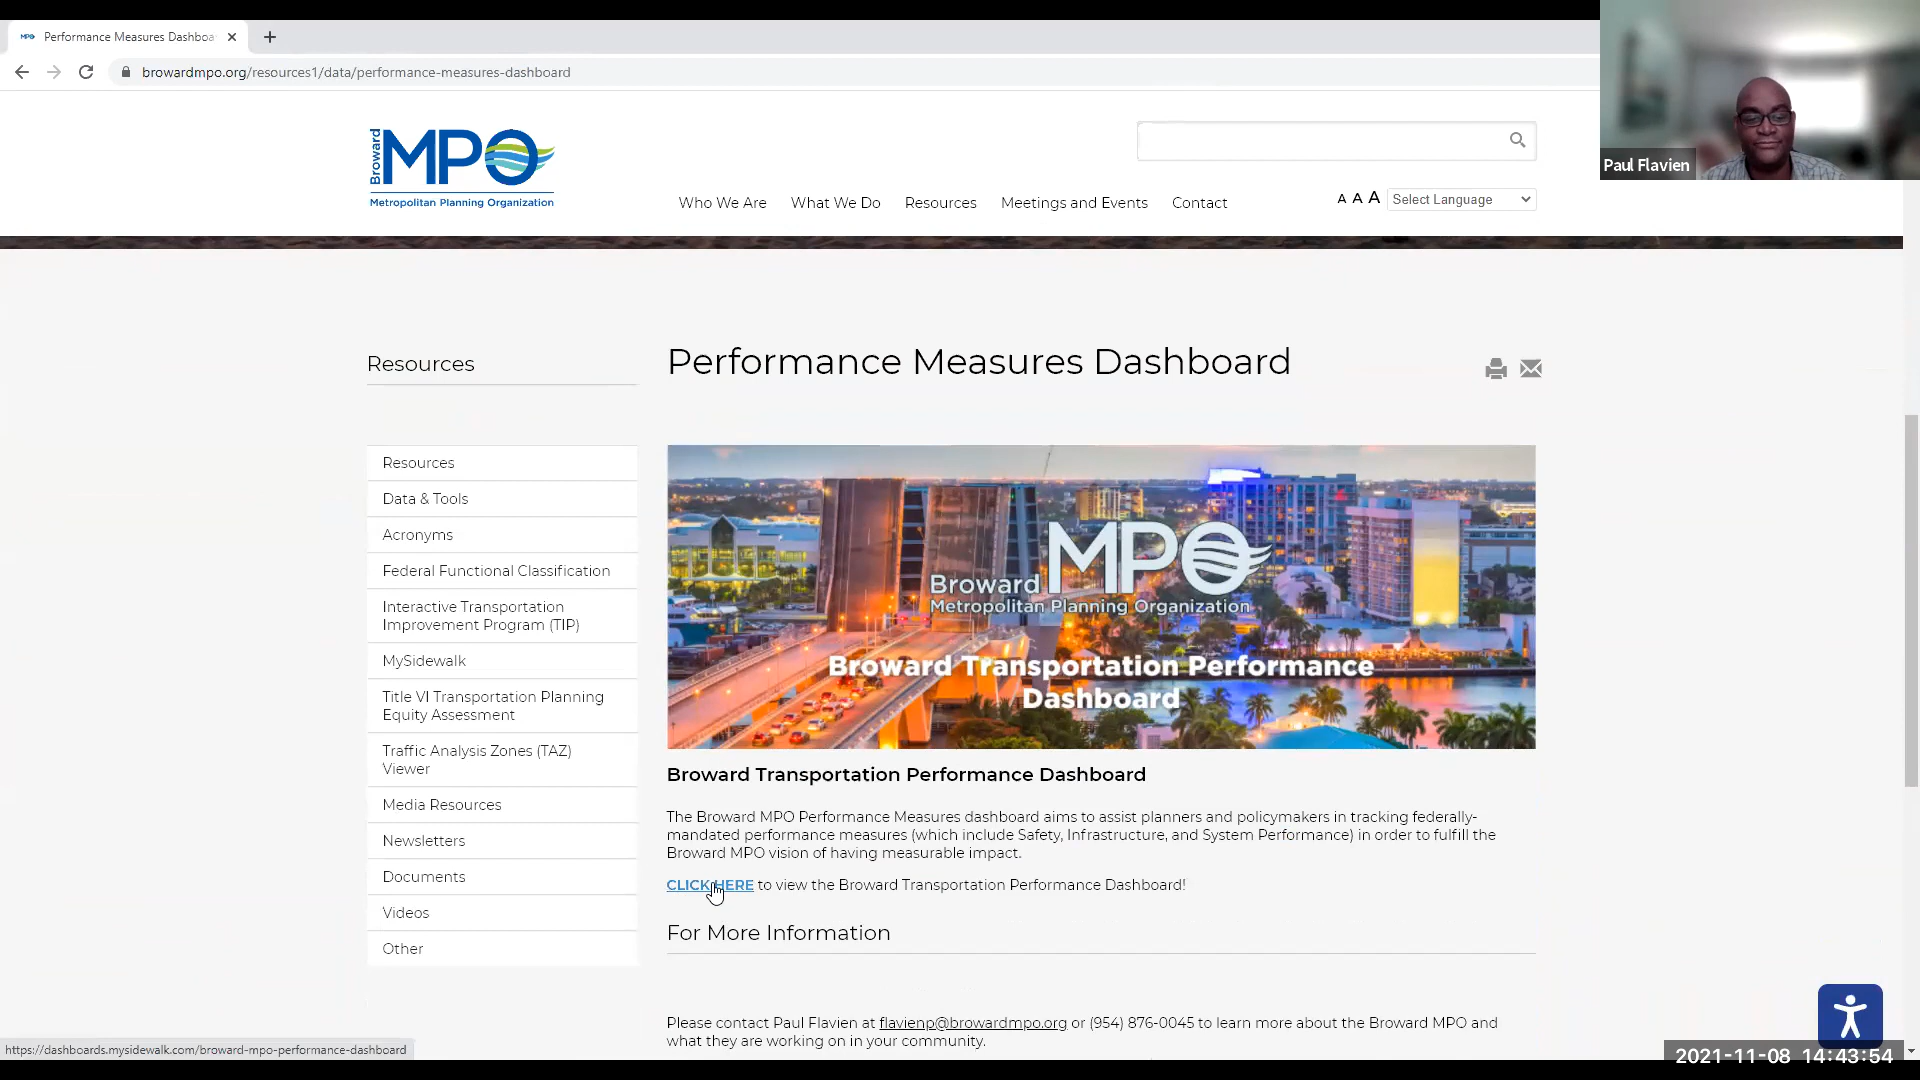 Performance Measures Dashboa
browardmpo.org/resources1/data/performance-measures-dashboard
Paul Flavien
Broward MPO
Metropolitan Planning Organization
Who We Are What We Do Resources Meetings and Events Contact
A A A Select Language
Resources
Performance Measures Dashboard
Resources
Data & Tools
Acronyms
Federal Functional Classification
Interactive Transportation
Improvement Program (TIP)
MySidewalk
Title VI Transportation Planning
Equity Assessment
Traffic Analysis Zones (TAZ)
Viewer
Media Resources
Newsletters
Documents
Videos
Other
Broward MPO
Metropolitan Planning Organization
Broward Transportation Performance
Dashboard
Broward Transportation Performance Dashboard
The Broward MPO Performance Measures dashboard aims to assist planners and policymakers in tracking federally-
mandated performance measures (which include Safety, Infrastructure, and System Performance) in order to fulfill the
Broward MPO vision of having measurable impact.
CLICK HERE to view the Broward Transportation Performance Dashboard!
For More Information
Please contact Paul Flavien at flavienp@browardmpo.org or (954) 876-0045 to learn more about the Broward MPO and
what they are working on in your community.
https://dashboards.mysidewalk.com/broward-mpo-performance-dashboard
2021-11-08 14:43:54